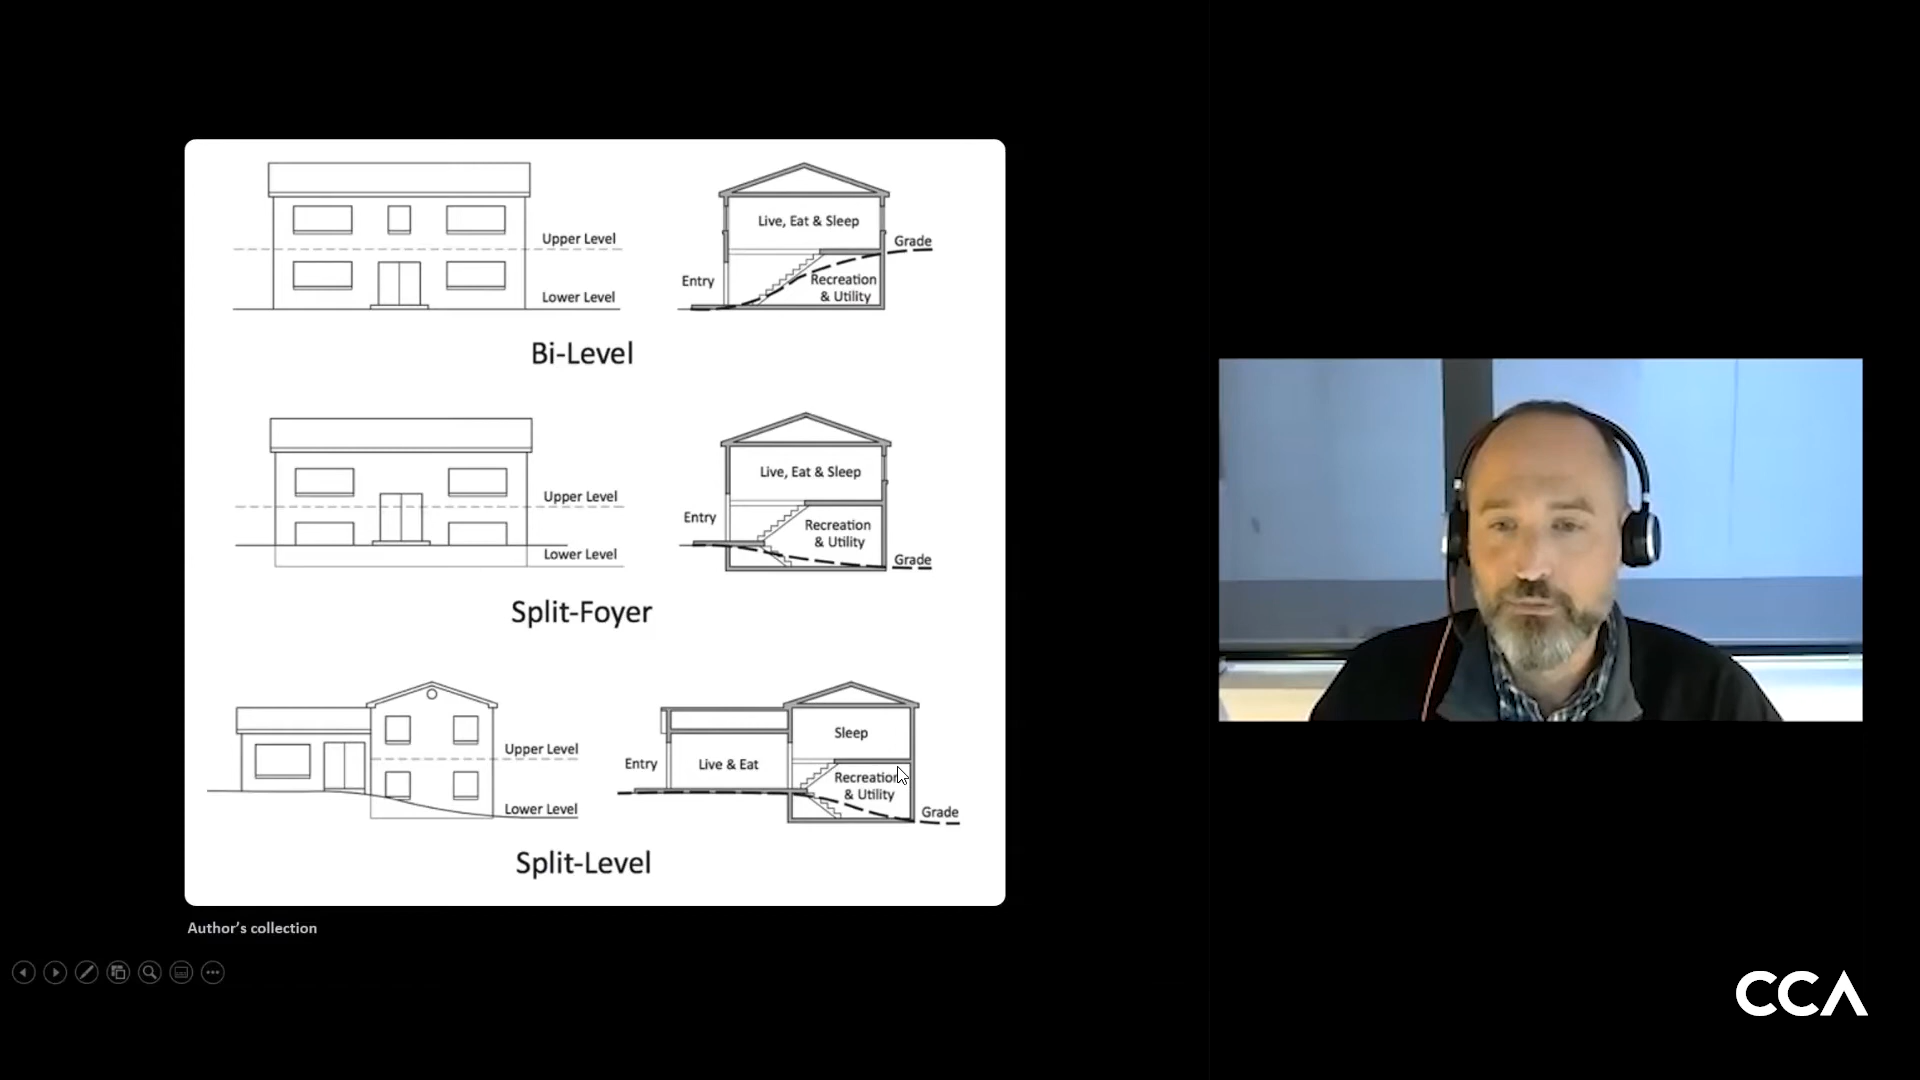 Upper Level
Lower Level
Live, Eat & Sleep
Grade
Entry
Recreation
& Utility
Bi-Level
Upper Level
Lower Level
Live, Eat & Sleep
Entry
Recreation
& Utility
Grade
Split-Foyer
Upper Level
Lower Level
Sleep
Entry
Live & Eat
Recreation
& Utility
Grade
Split-Level
Author’s collection
CCA